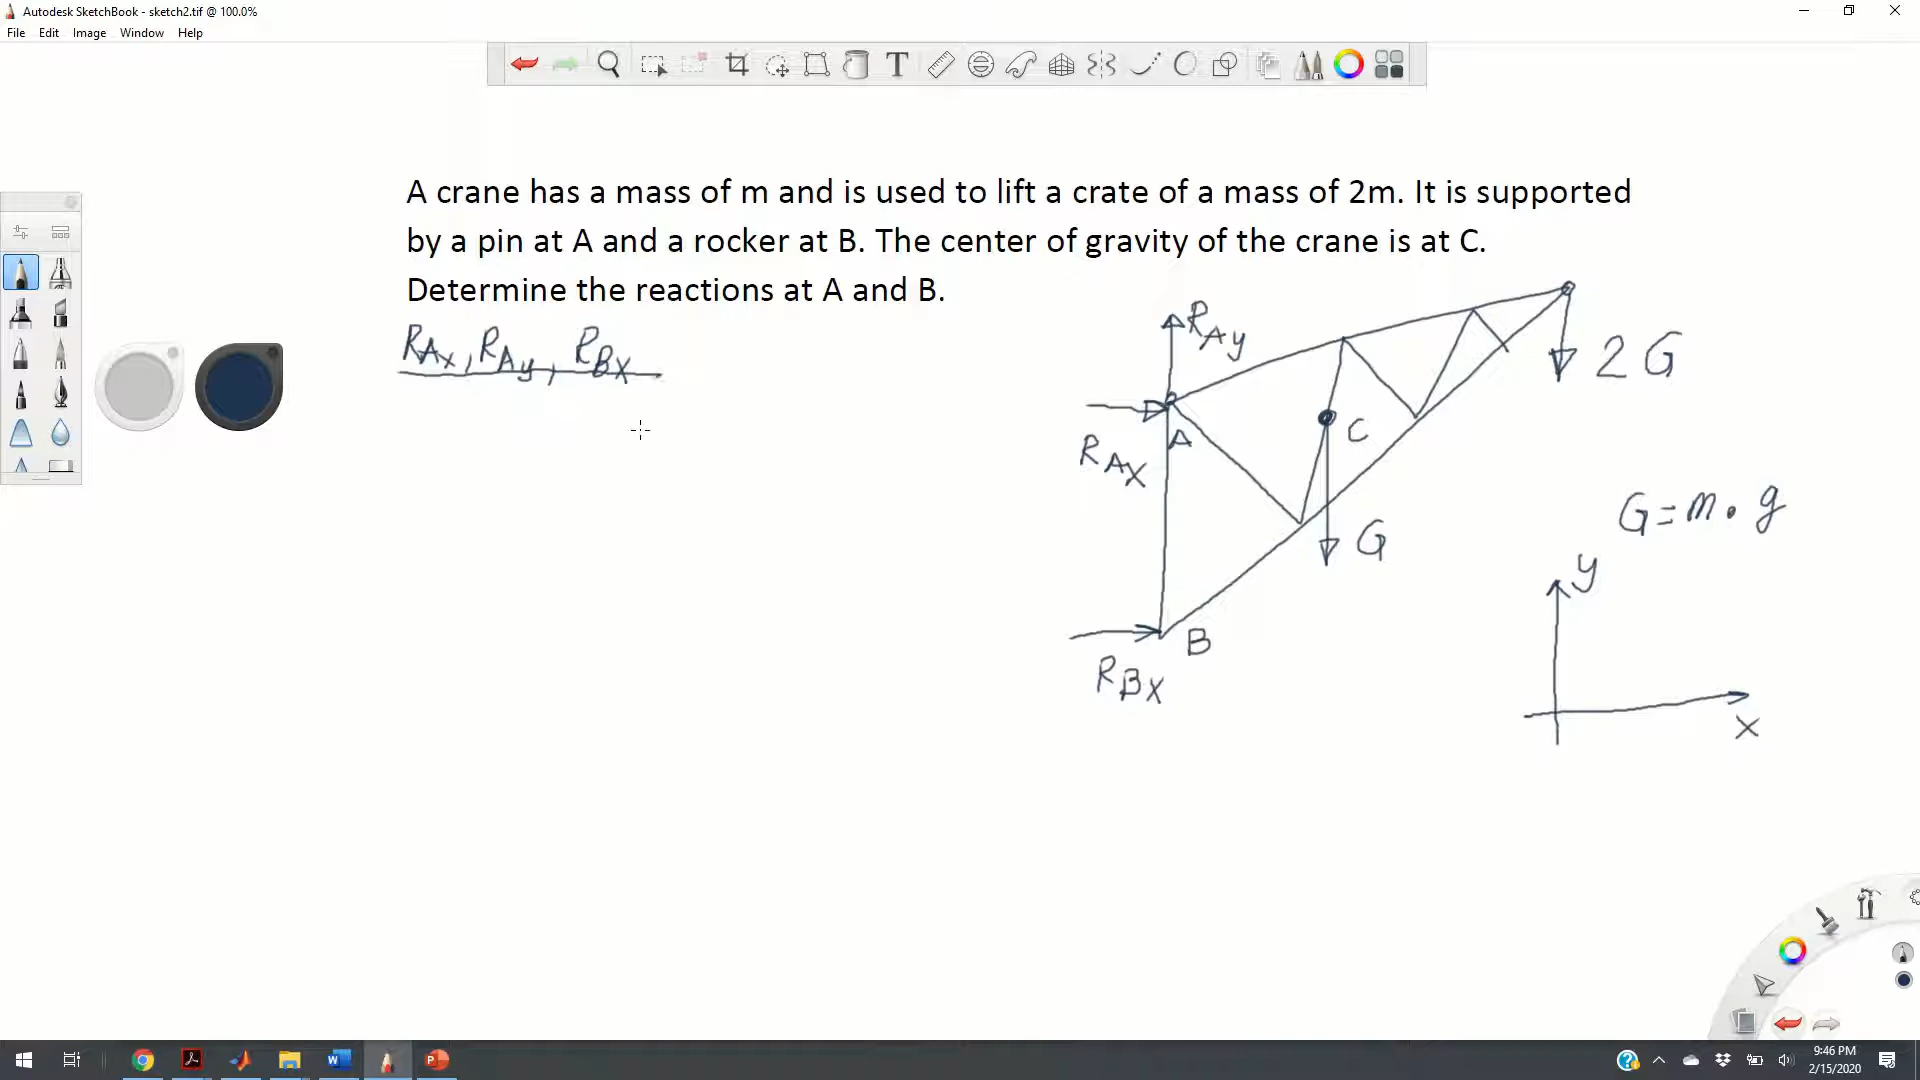 Autodesk SketchBook - sketch2.tif @ 100.0%
File Edit Image Window Help
T
A crane has a mass of m and is used to lift a crate of a mass of 2m. It is supported
by a pin at A and a rocker at B. The center of gravity of the crane is at C.
Determine the reactions at A and B.
RAx, RAy, RBx
RAy
2G
A
C
RAX
G=m·g
G
y
B
RBX
x
9:46 PM
2/15/2020